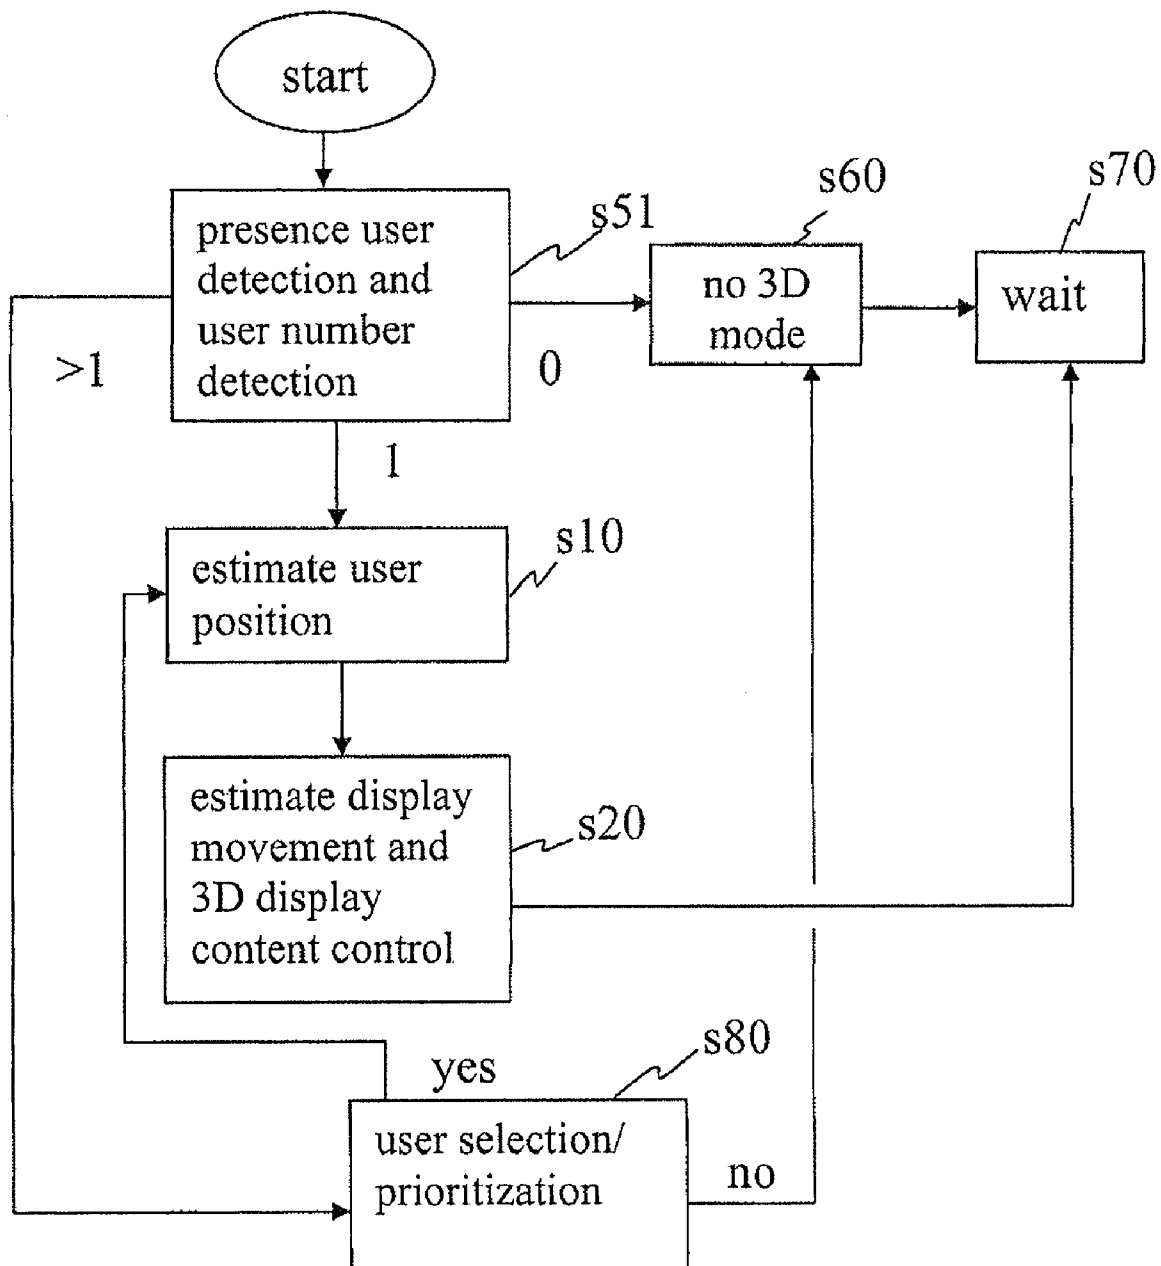 start
presence user
detection and
user number
detection
s51
s60
s70
no 3D
mode
wait
>1
0
1
estimate user
position
s10
estimate display
movement and
3D display
content control
s20
s80
yes
user selection/
prioritization
no